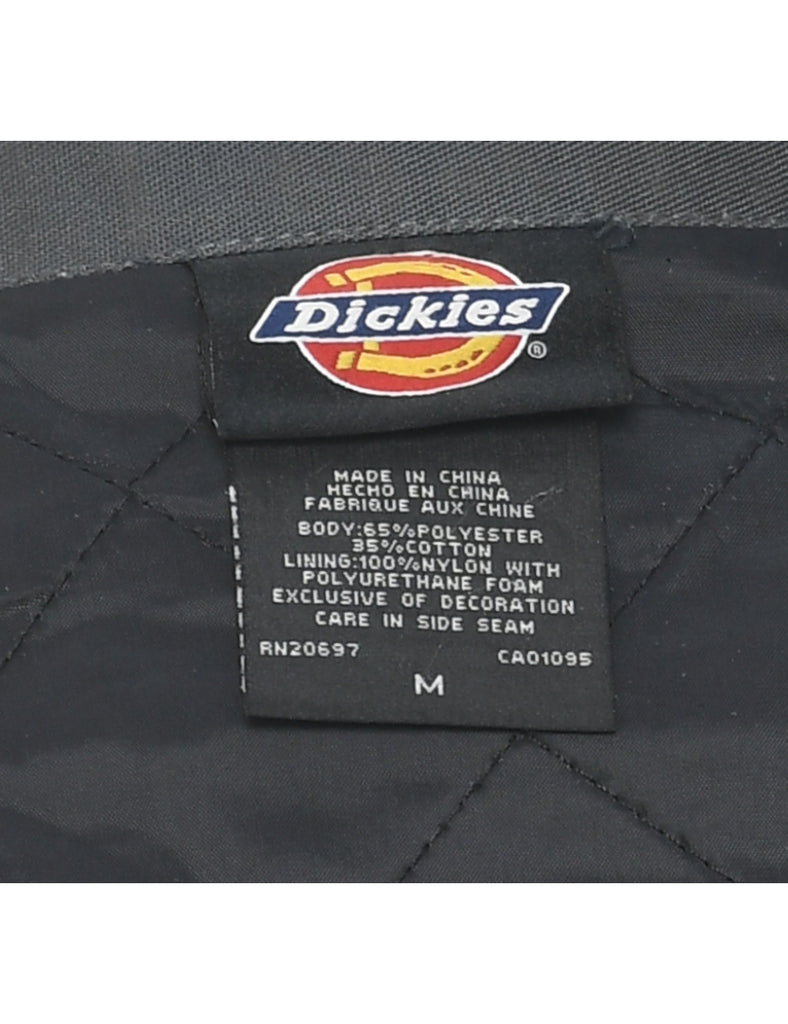 Dickies
®
MADE IN CHINA
HECHO EN CHINA
FABRIQUE AUX CHINE
BODY:65%POLYESTER
35%COTTON
LINING:100%NYLON WITH
POLYURETHANE FOAM
EXCLUSIVE OF DECORATION
CARE IN SIDE SEAM
RN20697 CA01095
M